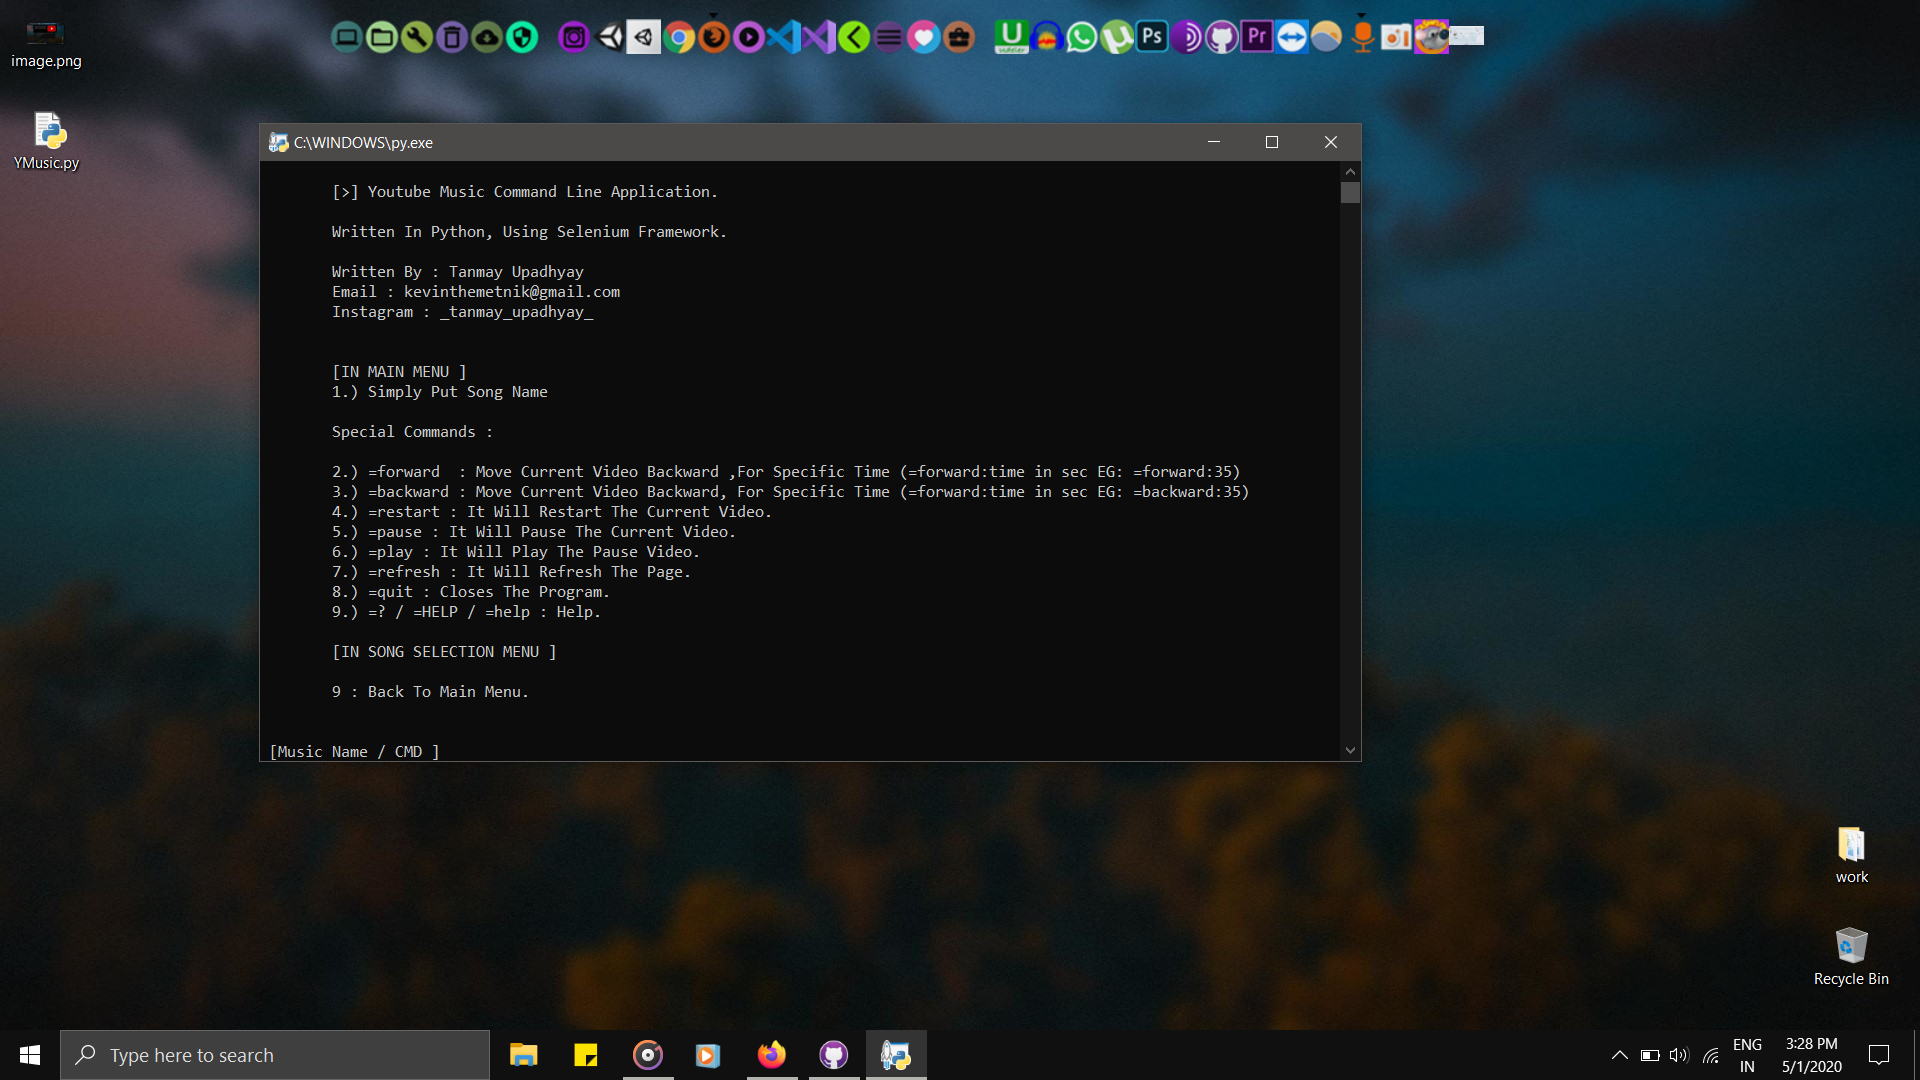 image.png
YMusic.py
U
Ps
Pr
C:\WINDOWS\py.exe
[>] Youtube Music Command Line Application.
Written In Python, Using Selenium Framework.
Written By : Tanmay Upadhyay
Email : kevinthemetnik@gmail.com
Instagram : _tanmay_upadhyay_
[IN MAIN MENU ]
1.) Simply Put Song Name
Special Commands :
2.) =forward  : Move Current Video Backward ,For Specific Time (=forward:time in sec EG: =forward:35)
3.) =backward : Move Current Video Backward, For Specific Time (=forward:time in sec EG: =backward:35)
4.) =restart : It Will Restart The Current Video.
5.) =pause : It Will Pause The Current Video.
6.) =play : It Will Play The Pause Video.
7.) =refresh : It Will Refresh The Page.
8.) =quit : Closes The Program.
9.) =? / =HELP / =help : Help.
[IN SONG SELECTION MENU ]
9 : Back To Main Menu.
[Music Name / CMD ]
work
Recycle Bin
Type here to search
ENG
IN
3:28 PM
5/1/2020